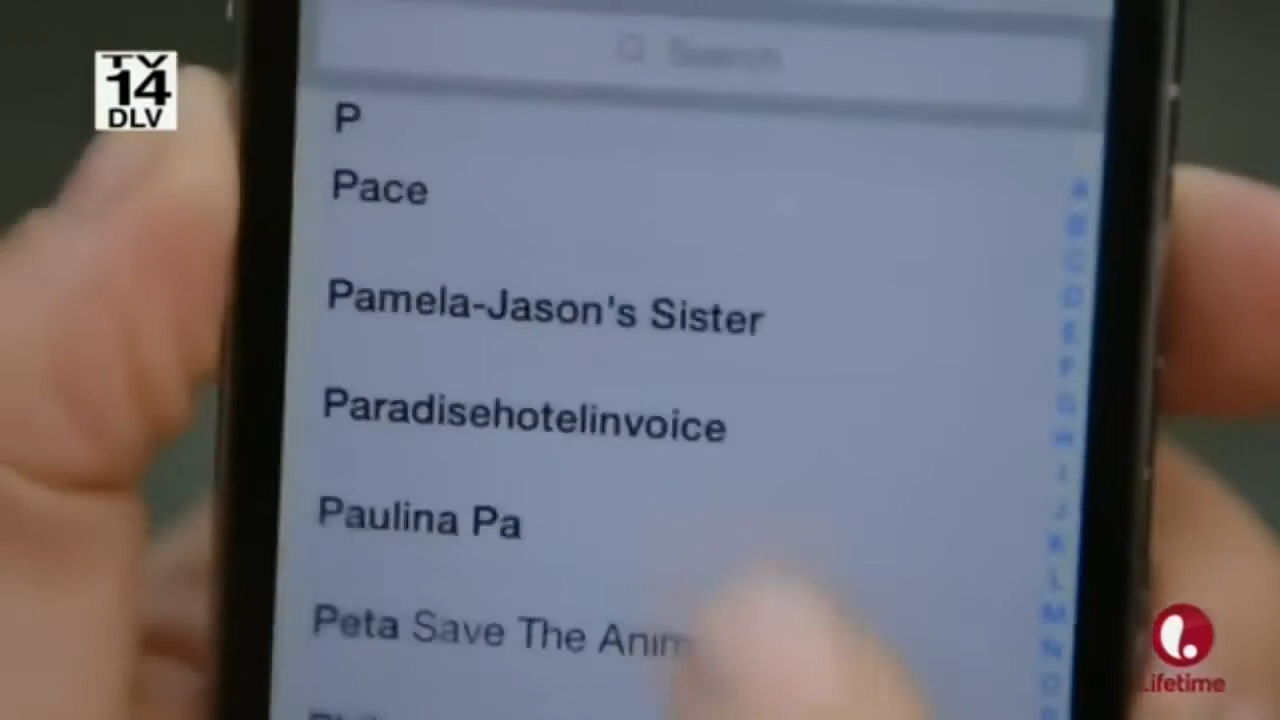 TV
14
DLV
Search
P
Pace
Pamela-Jason's Sister
Paradisehotelinvoice
Paulina Pa
Peta Save The Anim
A
B
C
D
E
F
G
H
I
J
K
L
M
N
O
P
Lifetime